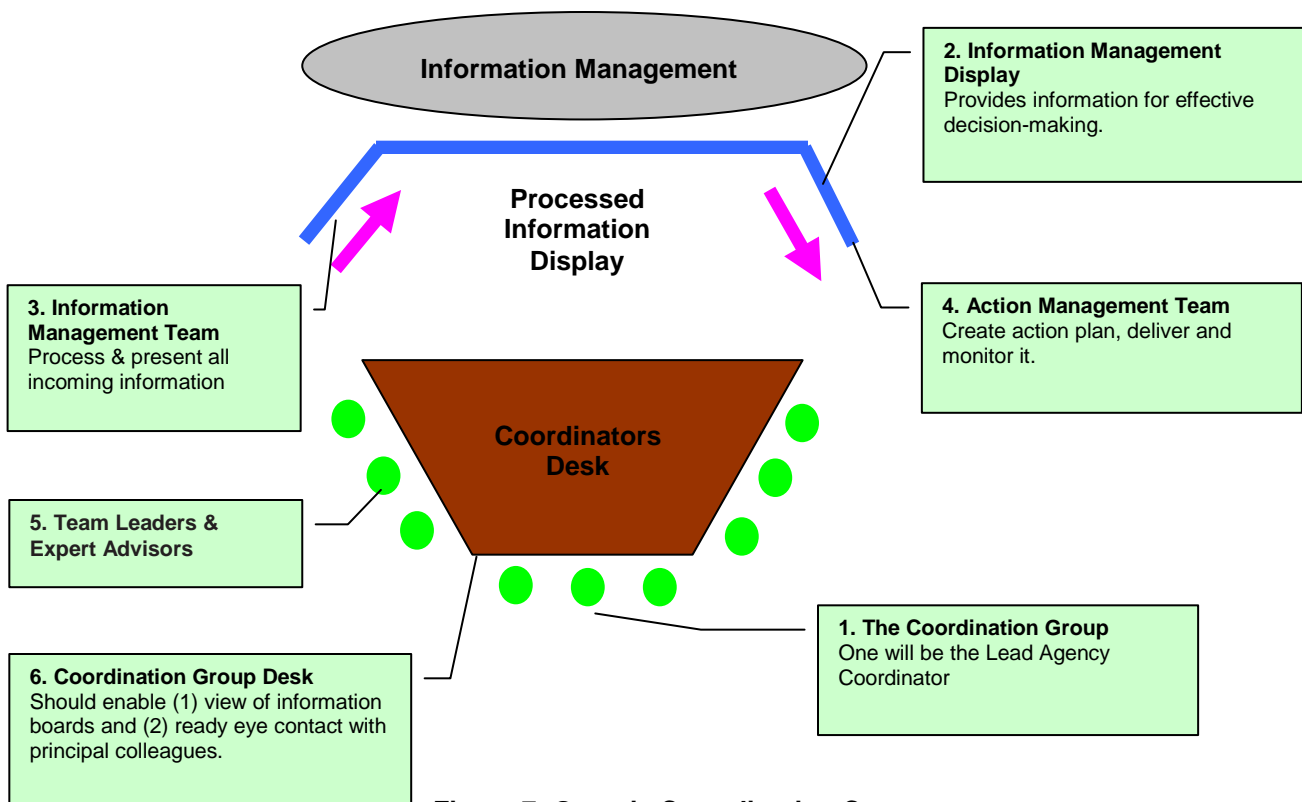 Information Management
2. Information Management
Display
Provides information for effective
decision-making.
Processed
Information
Display
3. Information
Management Team
Process & present all
incoming information
4. Action Management Team
Create action plan, deliver and
monitor it.
Coordinators
Desk
5. Team Leaders &
Expert Advisors
1. The Coordination Group
One will be the Lead Agency
Coordinator
6. Coordination Group Desk
Should enable (1) view of information
boards and (2) ready eye contact with
principal colleagues.